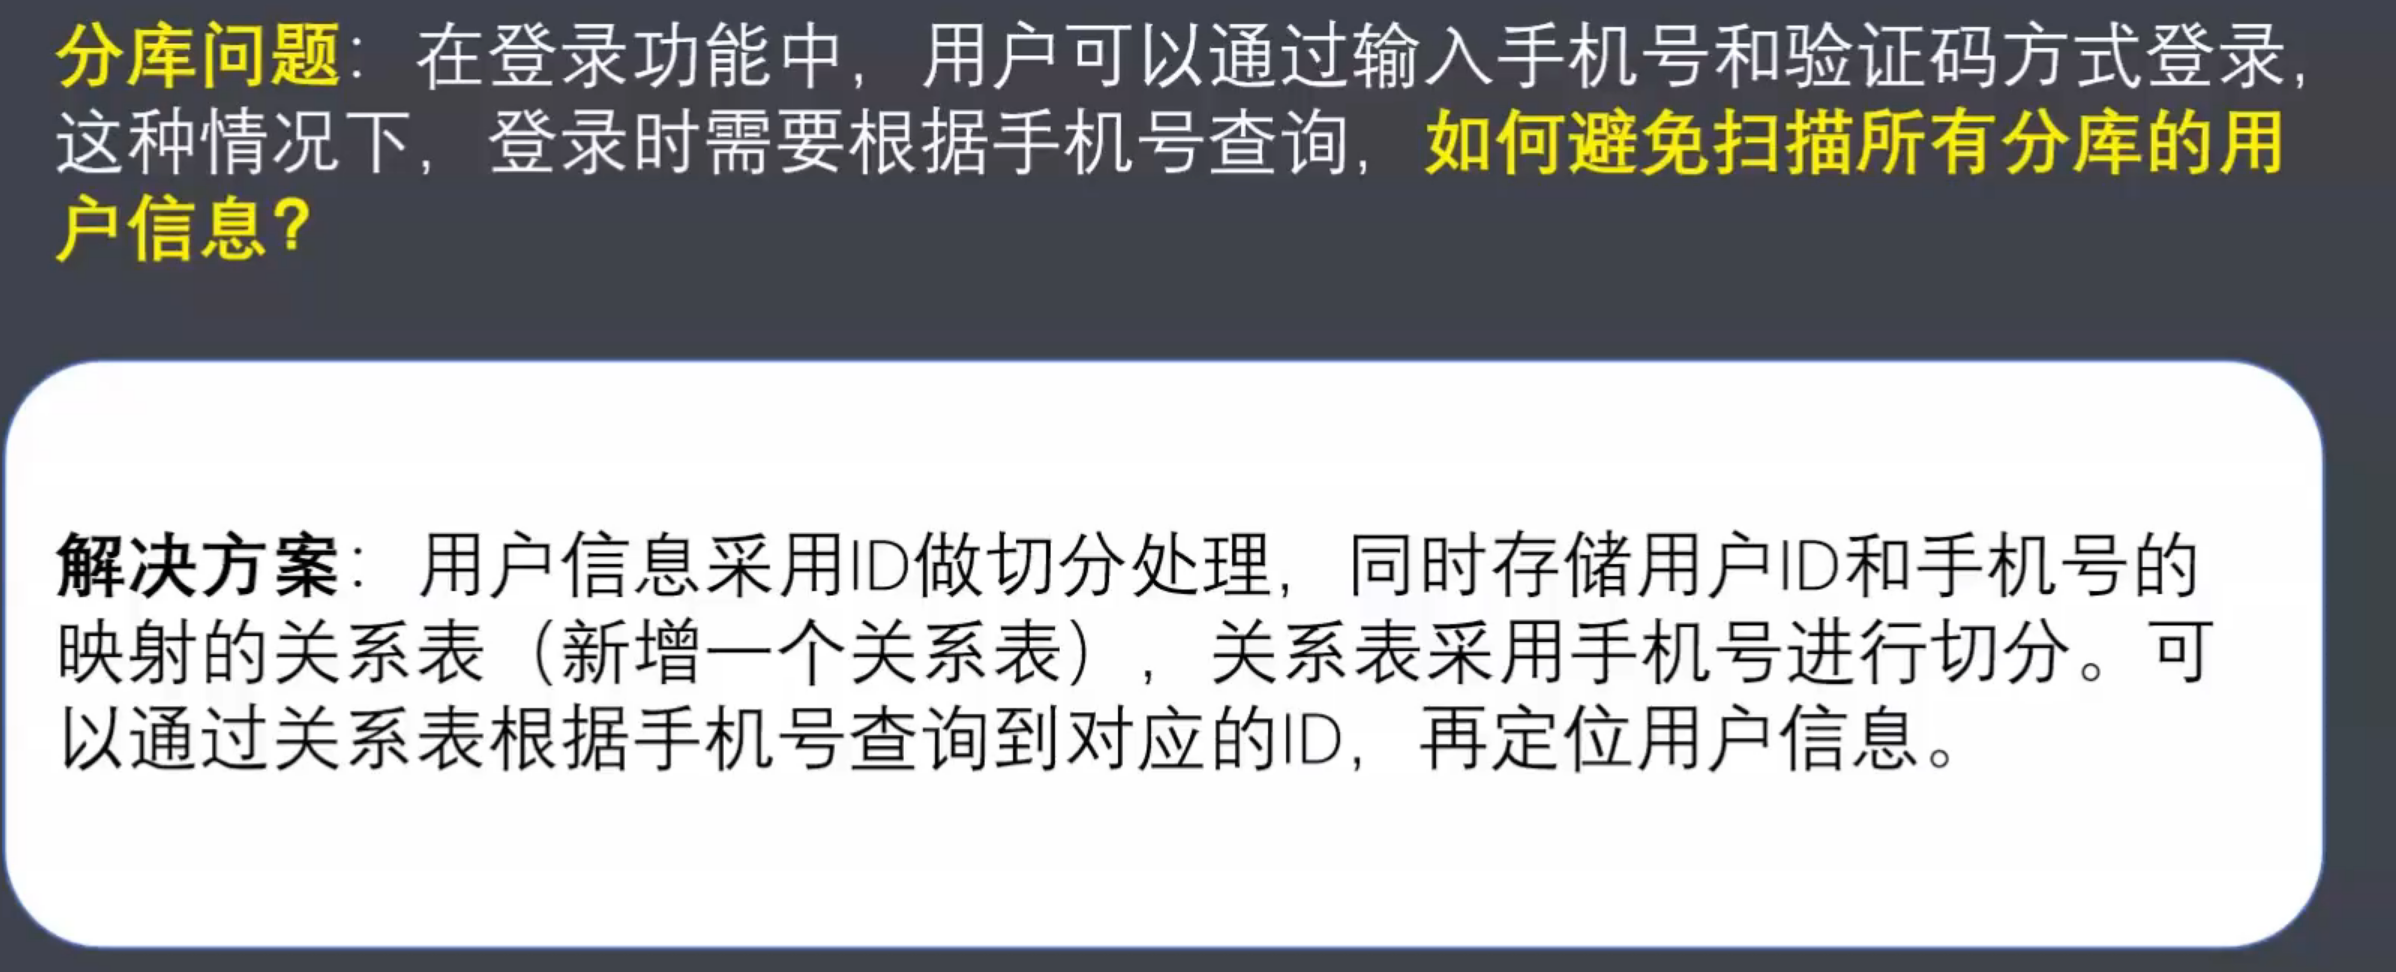 分库问题：在登录功能中，用户可以通过输入手机号和验证码方式登录，
这种情况下，登录时需要根据手机号查询，如何避免扫描所有分库的用
户信息？
解决方案：用户信息采用ID做切分处理，同时存储用户ID和手机号的
映射的关系表（新增一个关系表），关系表采用手机号进行切分。可
以通过关系表根据手机号查询到对应的ID，再定位用户信息。